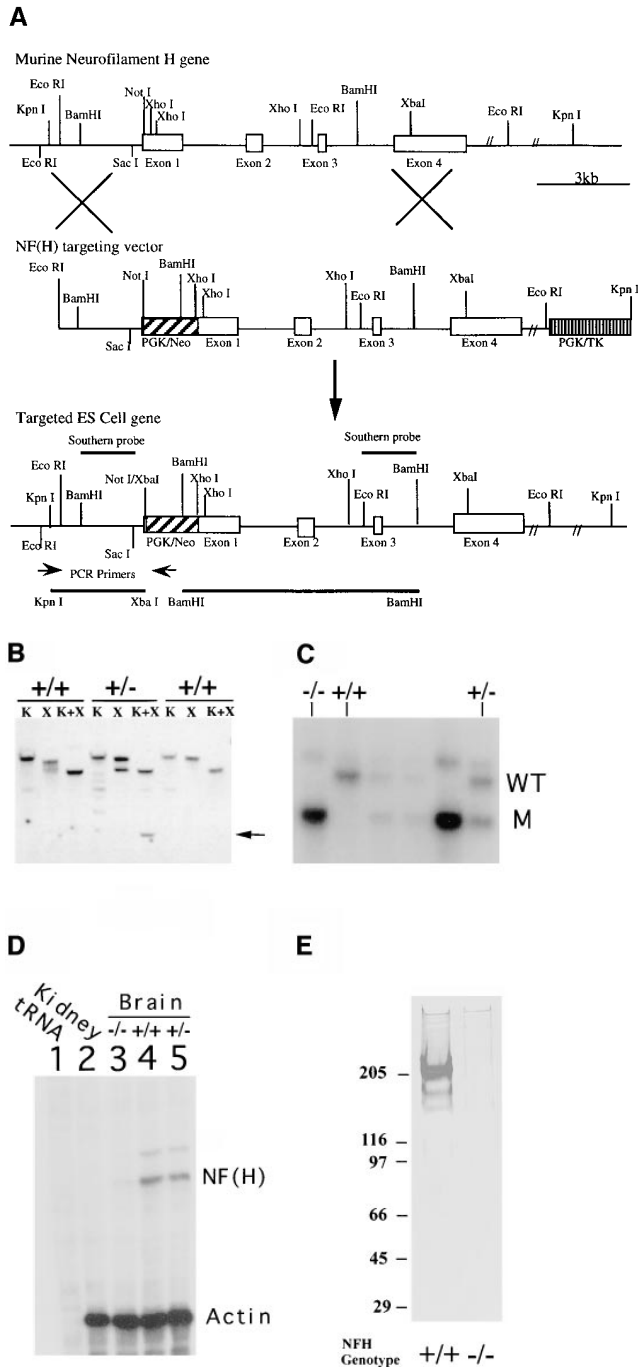 A
Murine Neurofilament H gene
Kpn I Eco RI BamHI Not I Xho I Xho I Xho I Eco RI BamHI XbaI Eco RI Kpn I
Eco RI Sac I Exon 1 Exon 2 Exon 3 Exon 4
3kb
NF(H) targeting vector
Eco RI BamHI Not I BamHI Xho I Xho I Xho I Eco RI BamHI XbaI Eco RI Kpn I
Sac I PGK/Neo Exon 1 Exon 2 Exon 3 Exon 4 PGK/TK
Targeted ES Cell gene
Southern probe Southern probe
Kpn I Eco RI BamHI Not I/XbaI BamHI Xho I Xho I Xho I Eco RI BamHI XbaI Eco RI Kpn I
Eco RI Sac I PGK/Neo Exon 1 Exon 2 Exon 3 Exon 4
PCR Primers
Kpn I Xba I BamHI BamHI
B
+/+ +/- +/+
K X K+X K X K+X K X K+X
C
-/- +/+ +/-
WT
M
D
tRNA Kidney Brain
-/- +/+ +/-
1 2 3 4 5
NF(H)
Actin
E
205
116
97
66
45
29
NFH
Genotype +/+ -/-